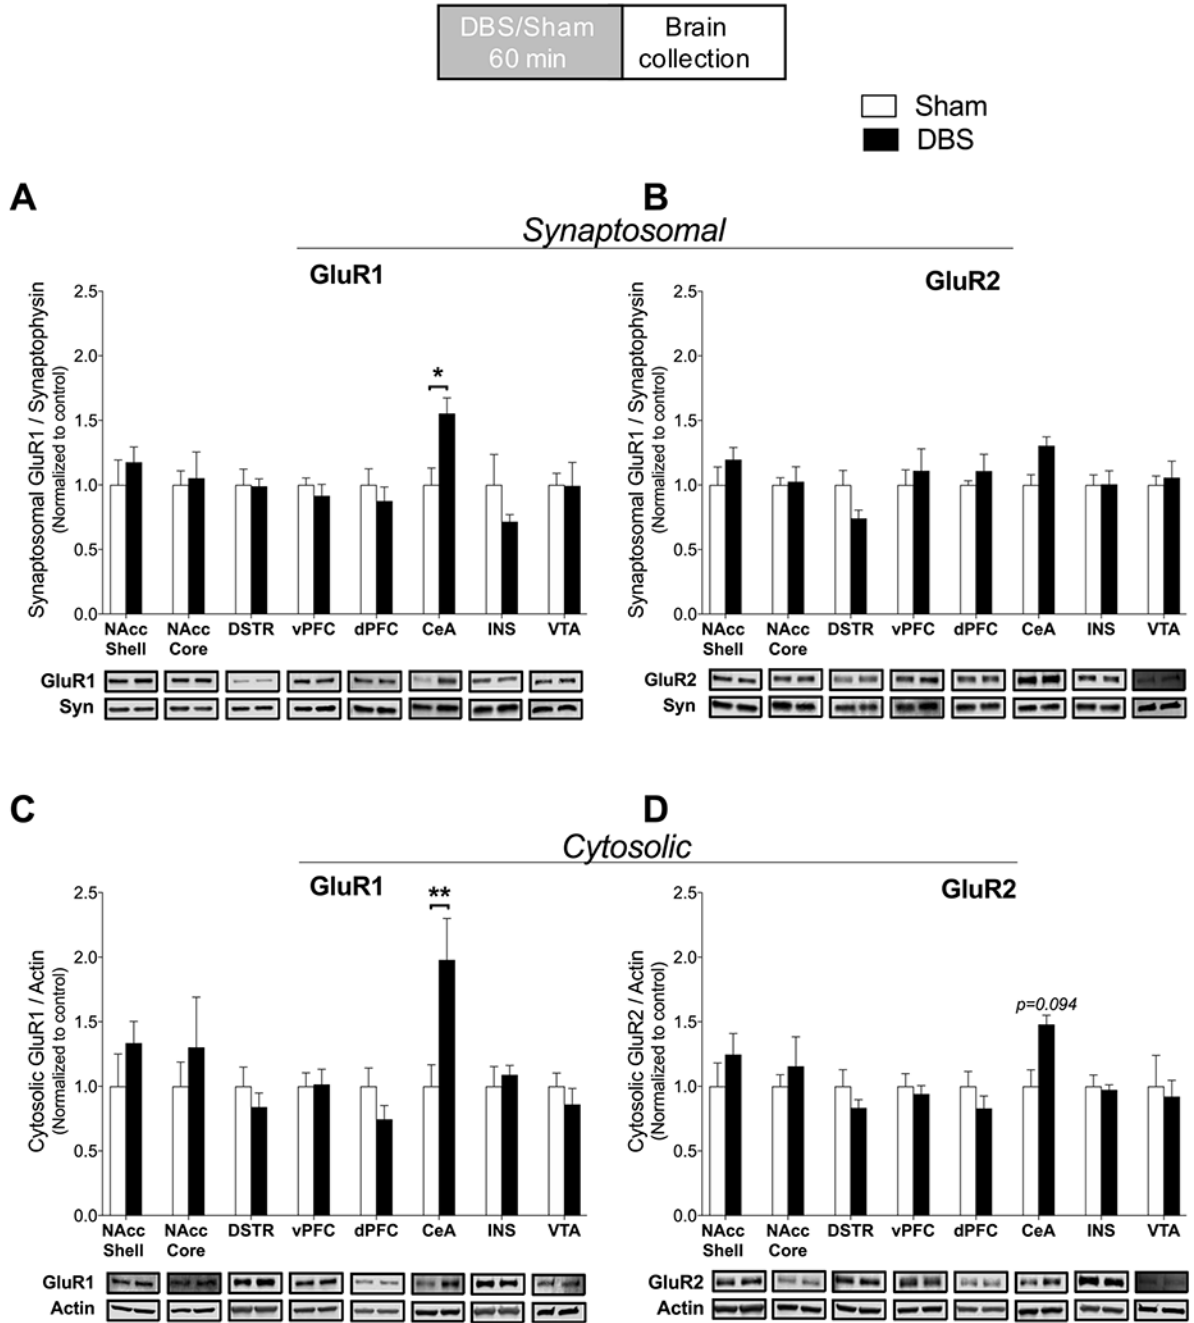 DBS/Sham
60 min
Brain
collection
Sham
DBS
A
B
Synaptosomal
GluR1
GluR2
Synaptosomal GluR1 / Synaptophysin
(Normalized to control)
2.5
2.0
1.5
1.0
0.5
0.0
*
NAcc
Shell
NAcc
Core
DSTR
vPFC
dPFC
CeA
INS
VTA
GluR1
Syn
Synaptosomal GluR1 / Synaptophysin
(Normalized to control)
2.5
2.0
1.5
1.0
0.5
0.0
NAcc
Shell
NAcc
Core
DSTR
vPFC
dPFC
CeA
INS
VTA
GluR2
Syn
C
D
Cytosolic
GluR1
GluR2
Cytosolic GluR1 / Actin
(Normalized to control)
2.5
2.0
1.5
1.0
0.5
0.0
**
NAcc
Shell
NAcc
Core
DSTR
vPFC
dPFC
CeA
INS
VTA
GluR1
Actin
Cytosolic GluR2 / Actin
(Normalized to control)
2.5
2.0
1.5
1.0
0.5
0.0
p=0.094
NAcc
Shell
NAcc
Core
DSTR
vPFC
dPFC
CeA
INS
VTA
GluR2
Actin